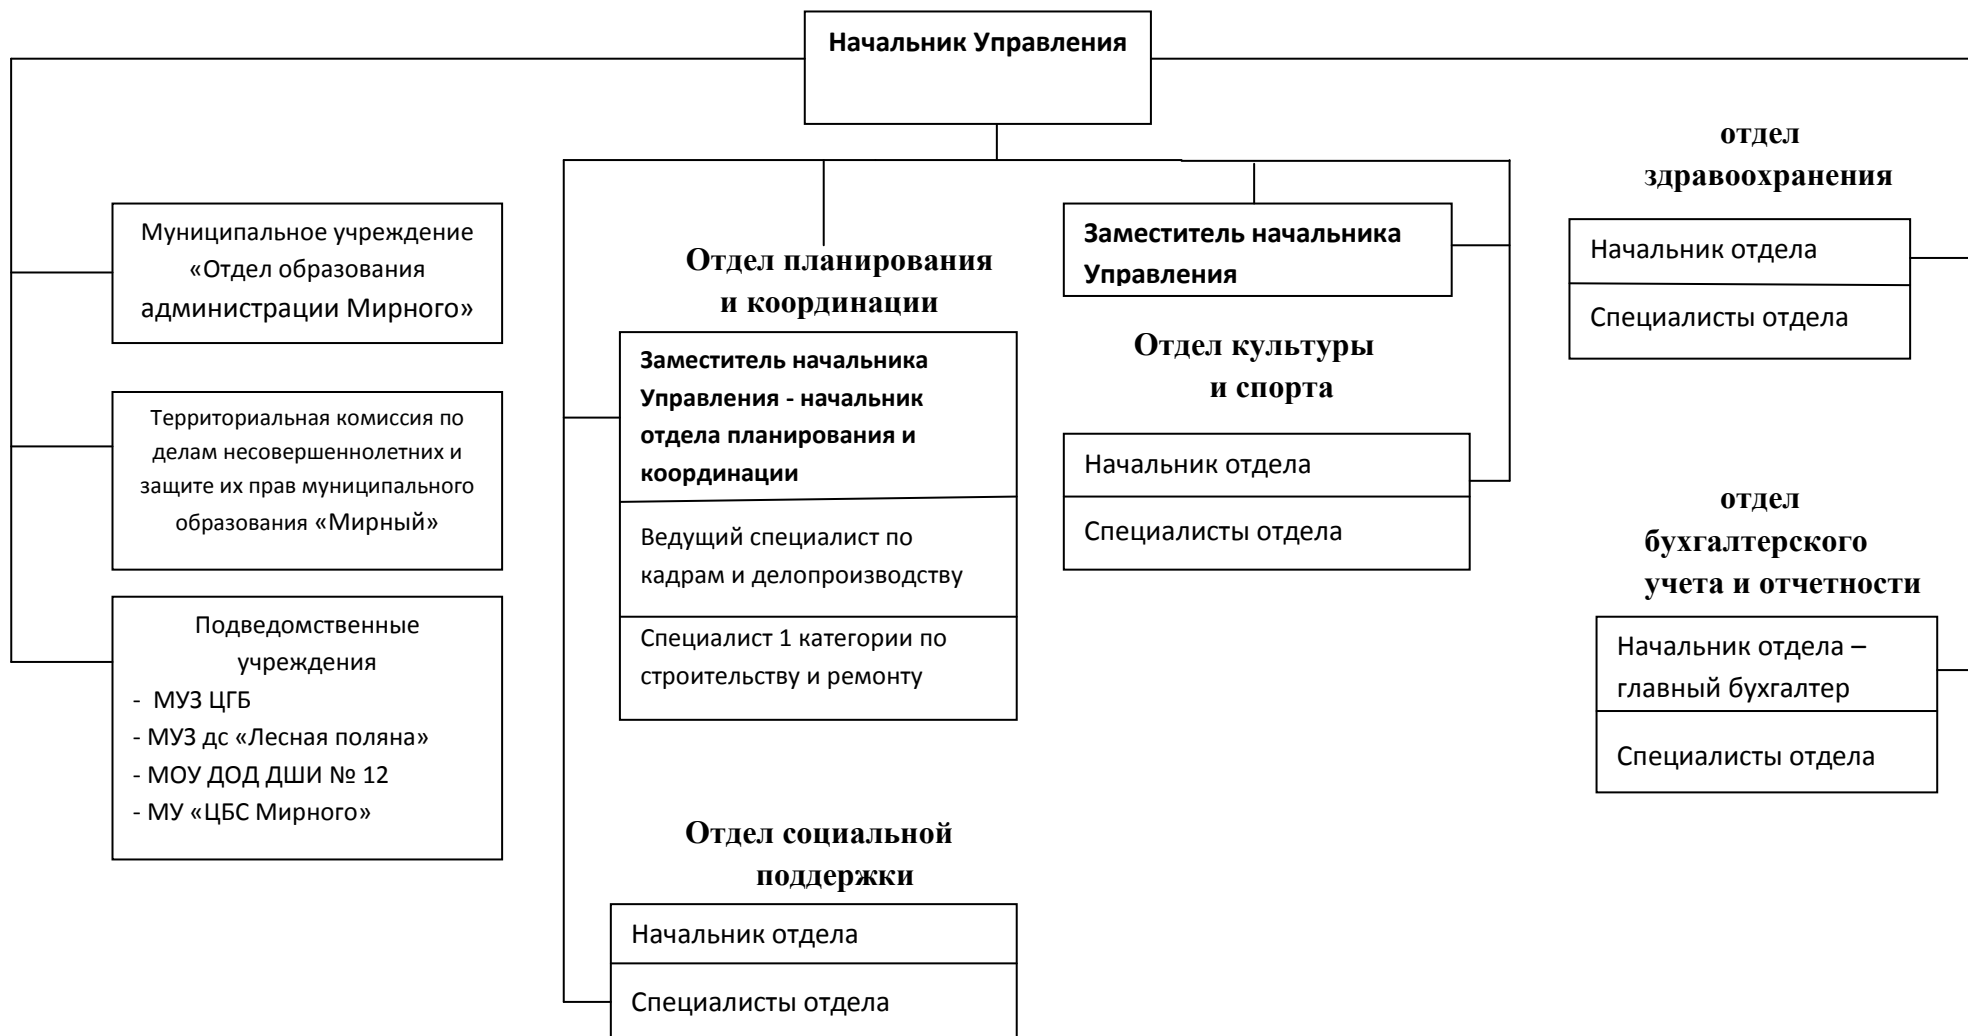 Начальник Управления
Муниципальное учреждение
«Отдел образования
администрации Мирного»
Территориальная комиссия по
делам несовершеннолетних и
защите их прав муниципального
образования «Мирный»
Подведомственные
учреждения
- МУЗ ЦГБ
- МУЗ дс «Лесная поляна»
- МОУ ДОД ДШИ № 12
- МУ «ЦБС Мирного»
Отдел планирования
и координации
Заместитель начальника
Управления - начальник
отдела планирования и
координации
Ведущий специалист по
кадрам и делопроизводству
Специалист 1 категории по
строительству и ремонту
Отдел социальной
поддержки
Начальник отдела
Специалисты отдела
Заместитель начальника
Управления
Отдел культуры
и спорта
Начальник отдела
Специалисты отдела
отдел
здравоохранения
Начальник отдела
Специалисты отдела
отдел
бухгалтерского
учета и отчетности
Начальник отдела –
главный бухгалтер
Специалисты отдела